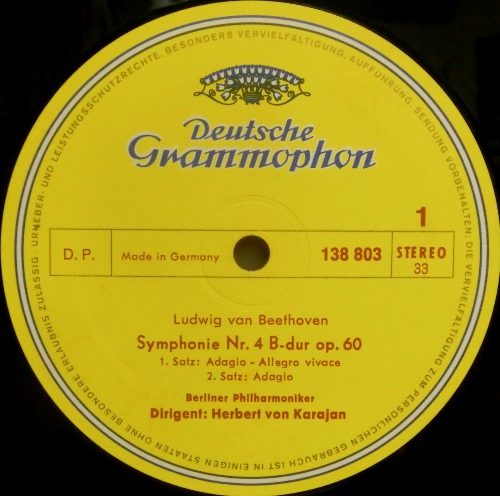 Deutsche
Grammophon
1
D. P.
Made in Germany
138 803
STEREO
33
Ludwig van Beethoven
Symphonie Nr. 4 B-dur op. 60
1. Satz: Adagio - Allegro vivace
2. Satz: Adagio
Berliner Philharmoniker
Dirigent: Herbert von Karajan
URHEBER- UND LEISTUNGSSCHUTZRECHTE, BESONDERS VERVIELFÄLTIGUNG, AUFFÜHRUNG, SENDUNG VORBEHALTEN; DIE VERVIELFÄLTIGUNG ZUM PERSÖNLICHEN GEBRAUCH IST IN EINIGEN STAATEN OHNE BESONDERE ERLAUBNIS ZULÄSSIG ·